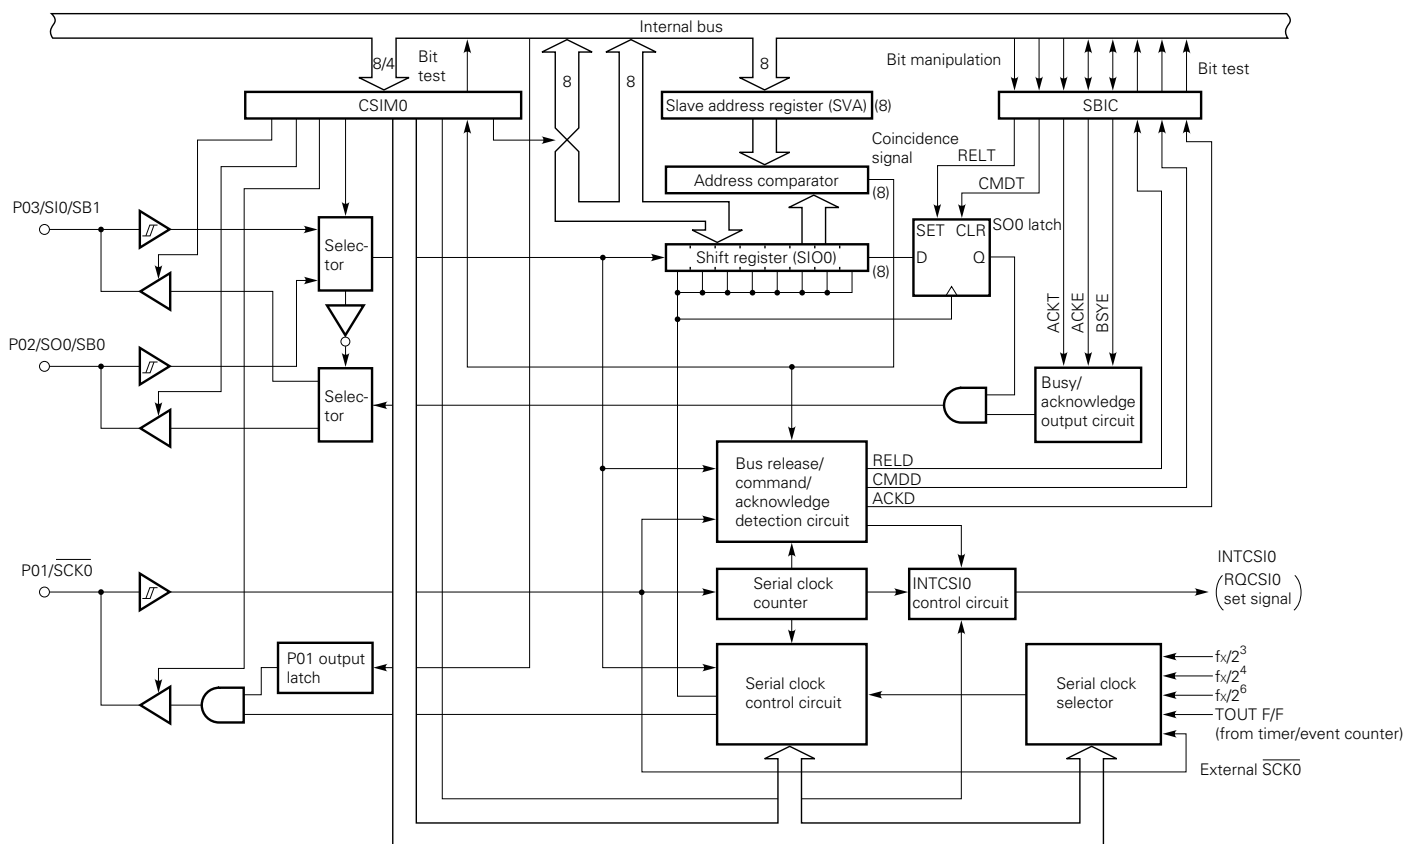 Internal bus
8/4
Bit
test
8
8
8
Bit manipulation
Bit test
CSIM0
Slave address register (SVA)
(8)
SBIC
Coincidence
signal
RELT
CMDT
Address comparator
(8)
P03/SI0/SB1
Selec-
tor
SET CLR
SO0 latch
D Q
Shift register (SIO0)
(8)
ACKT
ACKE
BSYE
P02/SO0/SB0
Selec-
tor
Busy/
acknowledge
output circuit
Bus release/
command/
acknowledge
detection circuit
RELD
CMDD
ACKD
P01/SCK0
Serial clock
counter
INTCSI0
control circuit
INTCSI0
(RQCSI0
set signal)
P01 output
latch
Serial clock
control circuit
Serial clock
selector
fx/2³
fx/2⁴
fx/2⁶
TOUT F/F
(from timer/event counter)
External SCK0